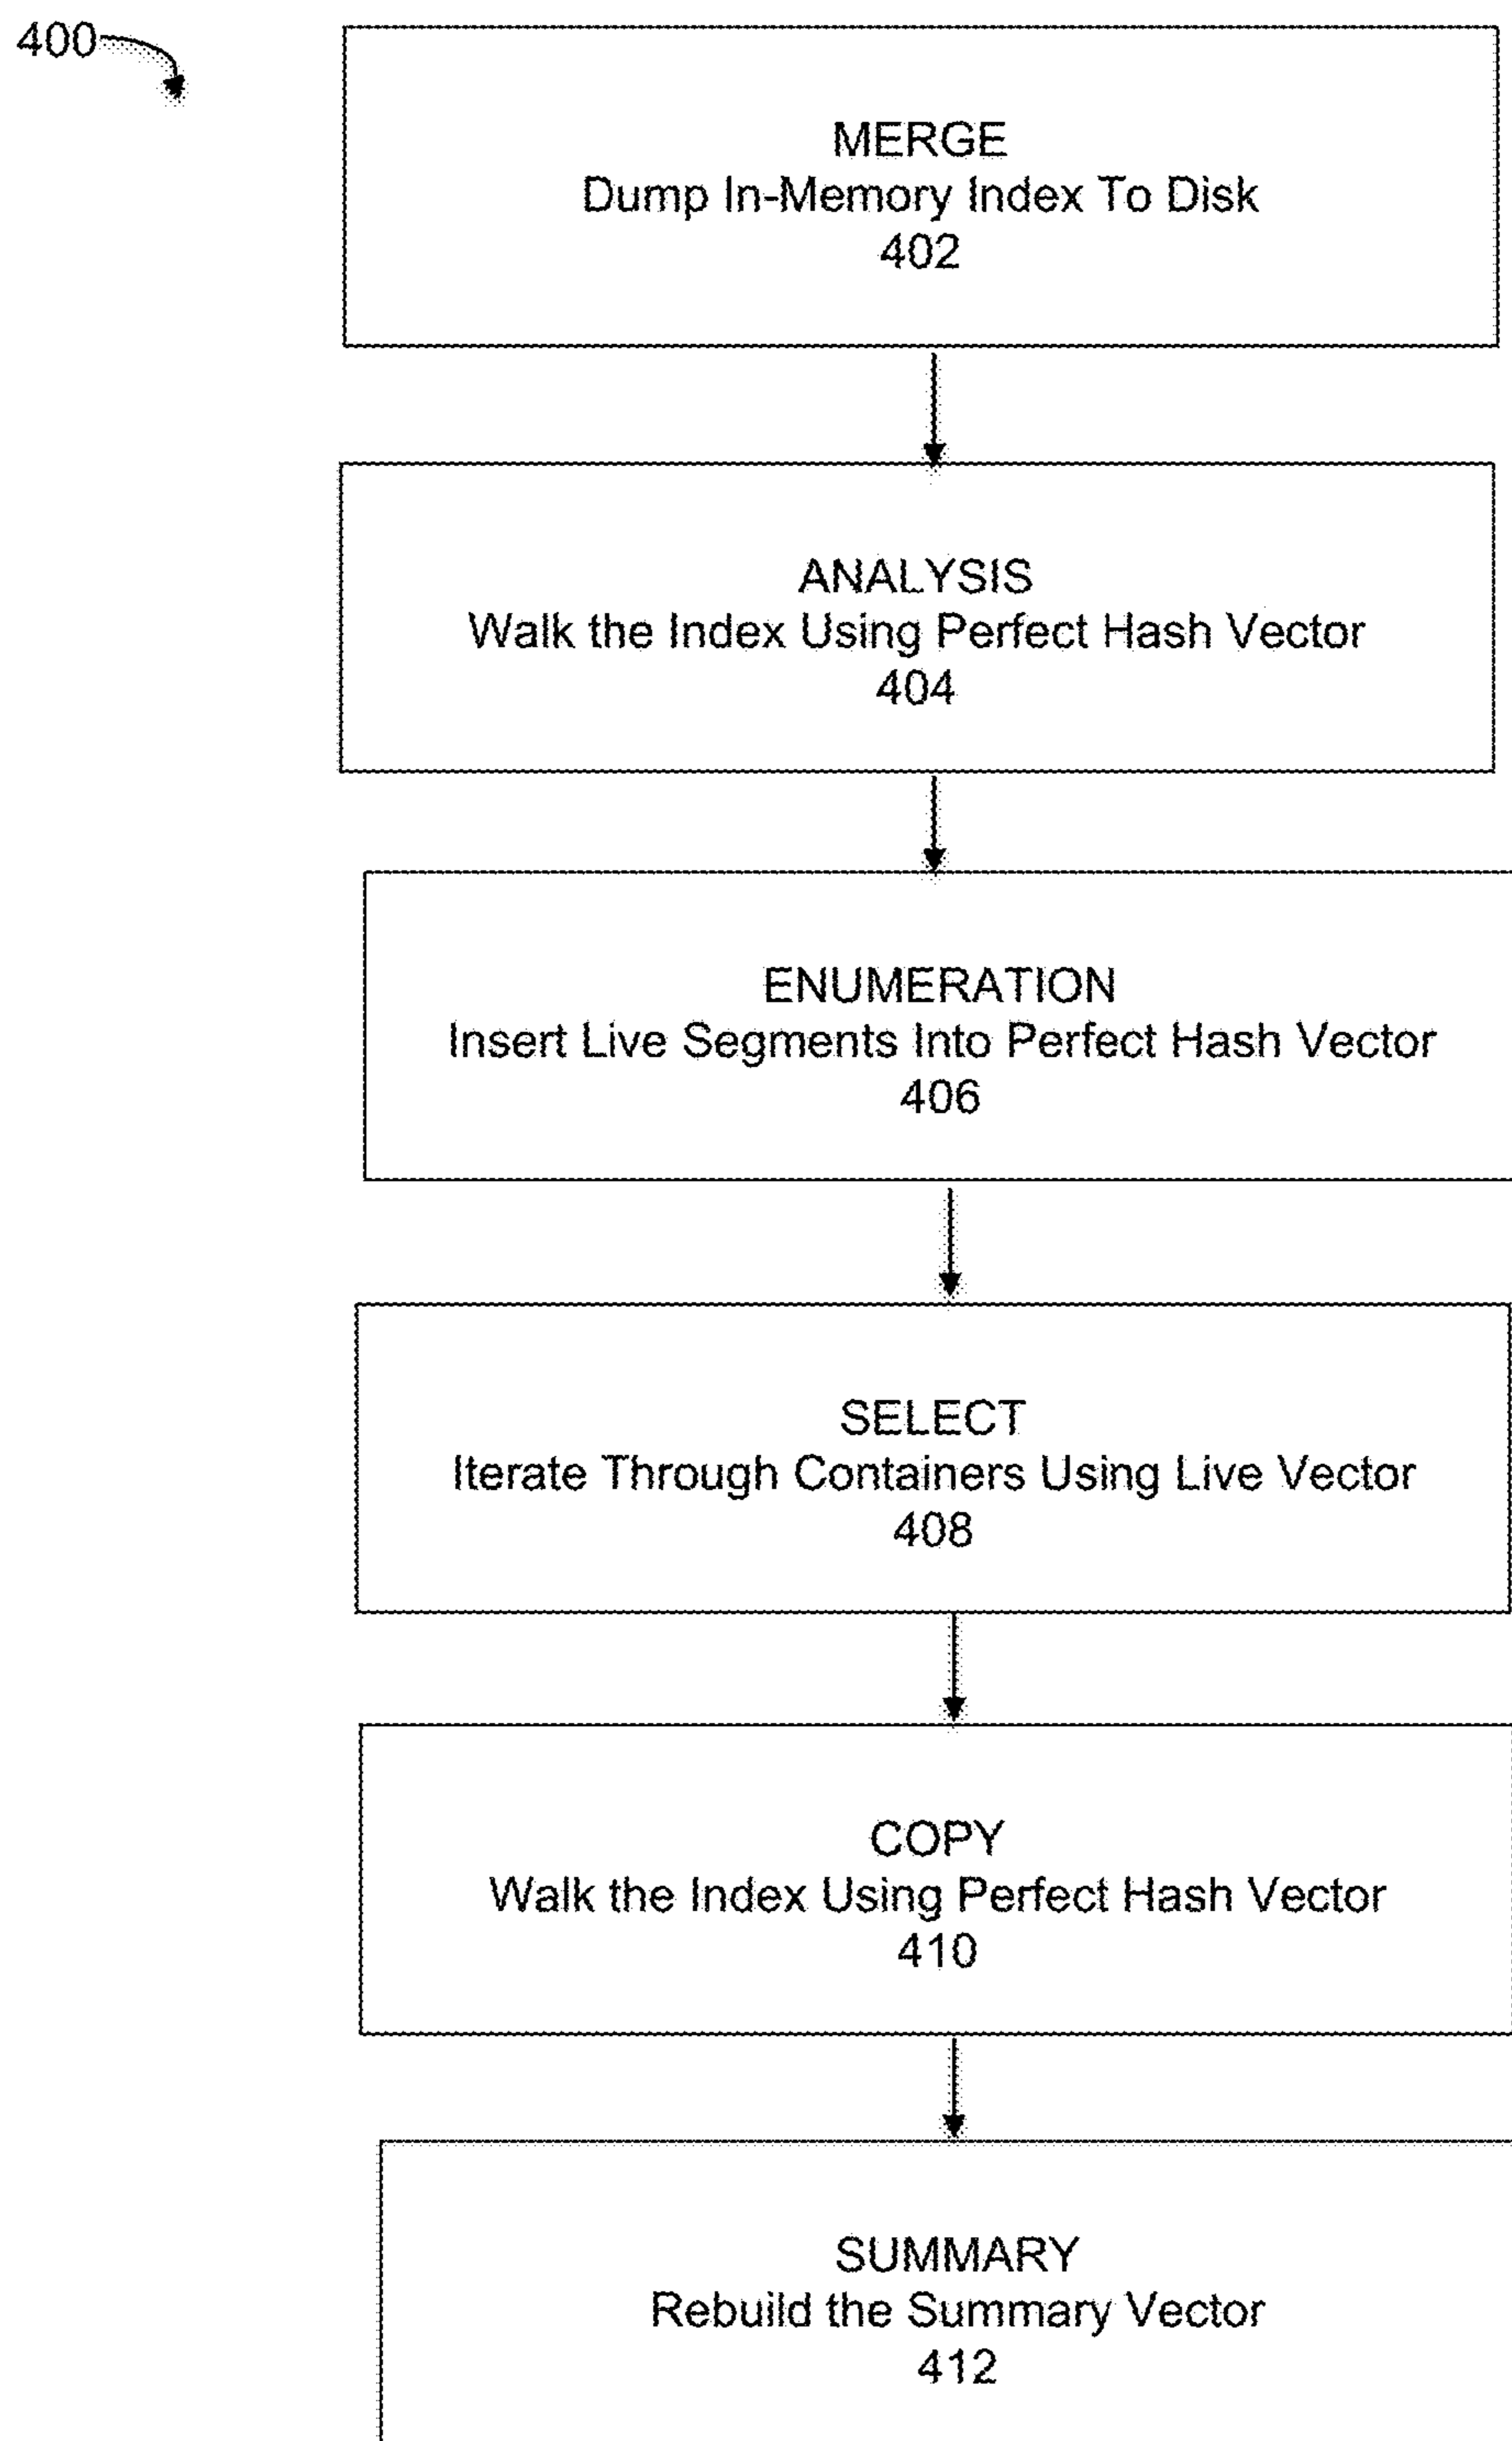 400
MERGE
Dump In-Memory Index To Disk
402
ANALYSIS
Walk the Index Using Perfect Hash Vector
404
ENUMERATION
Insert Live Segments Into Perfect Hash Vector
406
SELECT
Iterate Through Containers Using Live Vector
408
COPY
Walk the Index Using Perfect Hash Vector
410
SUMMARY
Rebuild the Summary Vector
412